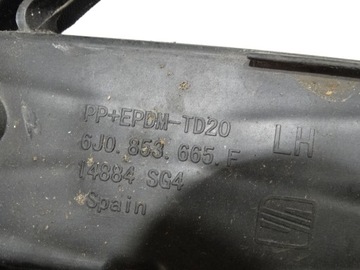 PP+EPDM-TD20
6J0.853.665.F
LH
14884 SG4
Spain